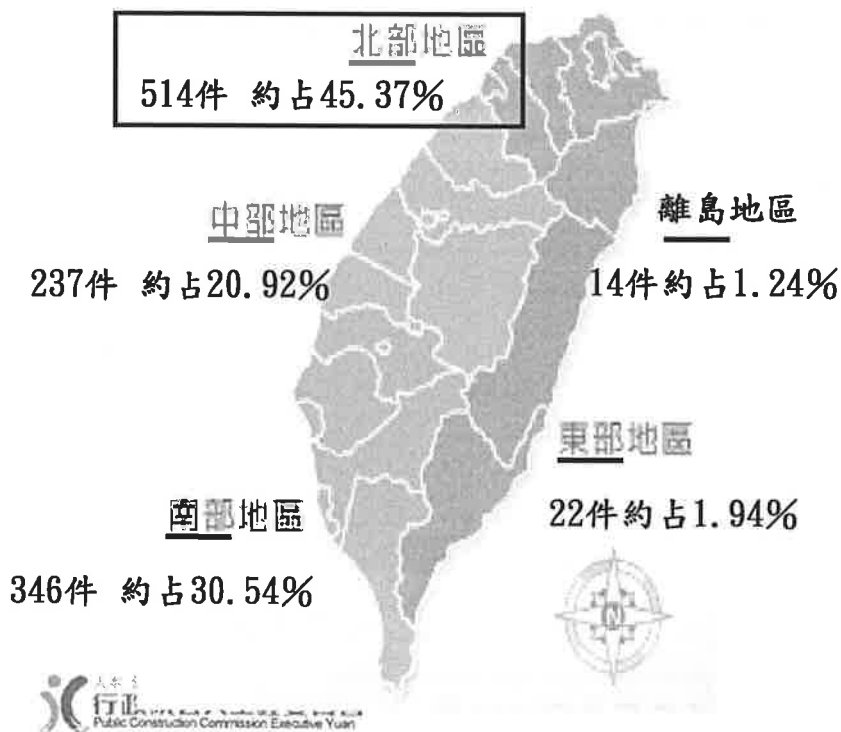 北部地區
514件 約占45.37%
中部地區
237件 約占20.92%
離島地區
14件約占1.24%
東部地區
22件約占1.94%
南部地區
346件 約占30.54%
N
行政
Public Construction Commission Executive Yuan